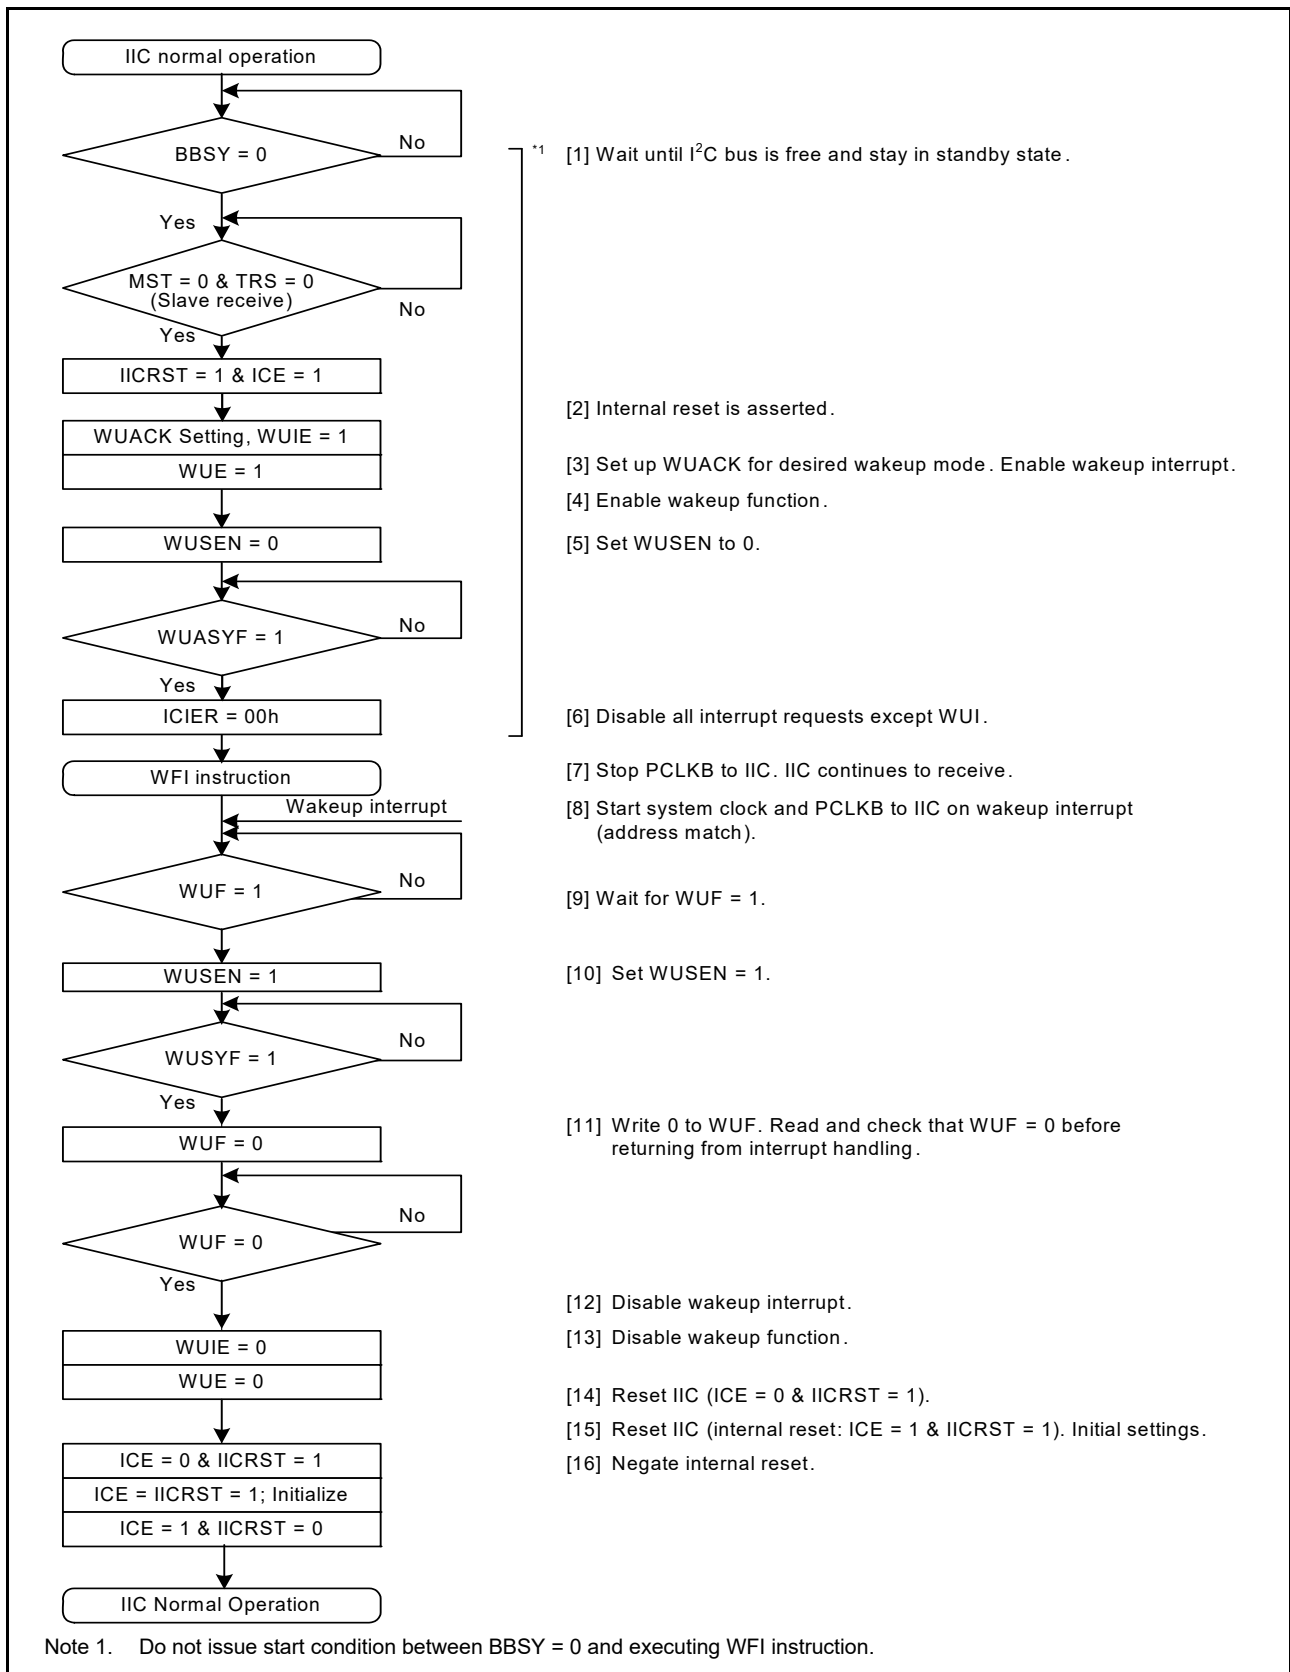 IIC normal operation
No
BBSY = 0
*1
[1] Wait until I²C bus is free and stay in standby state.
Yes
MST = 0 & TRS = 0
(Slave receive)
No
Yes
IICRST = 1 & ICE = 1
[2] Internal reset is asserted.
WUACK Setting, WUIE = 1
[3] Set up WUACK for desired wakeup mode. Enable wakeup interrupt.
WUE = 1
[4] Enable wakeup function.
WUSEN = 0
[5] Set WUSEN to 0.
No
WUASYF = 1
Yes
ICIER = 00h
[6] Disable all interrupt requests except WUI.
WFI instruction
[7] Stop PCLKB to IIC. IIC continues to receive.
Wakeup interrupt
[8] Start system clock and PCLKB to IIC on wakeup interrupt
(address match).
No
WUF = 1
[9] Wait for WUF = 1.
WUSEN = 1
[10] Set WUSEN = 1.
No
WUSYF = 1
Yes
WUF = 0
[11] Write 0 to WUF. Read and check that WUF = 0 before
returning from interrupt handling.
No
WUF = 0
Yes
[12] Disable wakeup interrupt.
[13] Disable wakeup function.
WUIE = 0
WUE = 0
[14] Reset IIC (ICE = 0 & IICRST = 1).
[15] Reset IIC (internal reset: ICE = 1 & IICRST = 1). Initial settings.
[16] Negate internal reset.
ICE = 0 & IICRST = 1
ICE = IICRST = 1; Initialize
ICE = 1 & IICRST = 0
IIC Normal Operation
Note 1. Do not issue start condition between BBSY = 0 and executing WFI instruction.